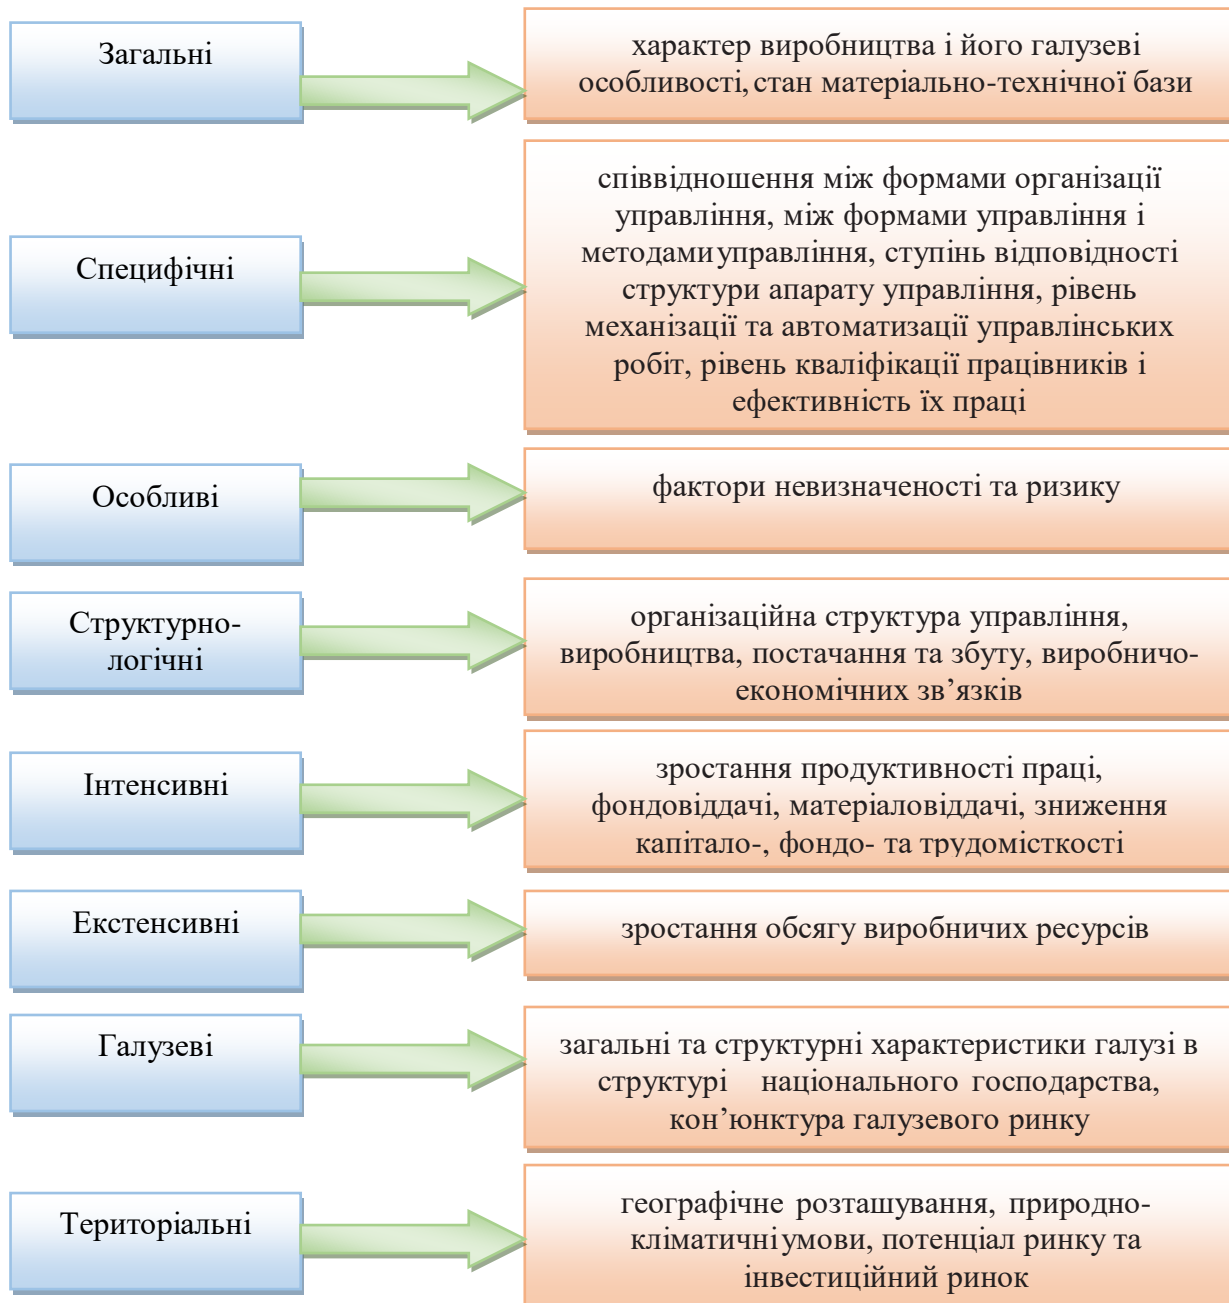 Загальні
характер виробництва і його галузеві
особливості, стан матеріально-технічної бази
Специфічні
співвідношення між формами організації
управління, між формами управління і
методами управління, ступінь відповідності
структури апарату управління, рівень
механізації та автоматизації управлінських
робіт, рівень кваліфікації працівників і
ефективність їх праці
Особливі
фактори невизначеності та ризику
Структурно-
логічні
організаційна структура управління,
виробництва, постачання та збуту, виробничо-
економічних зв’язків
Інтенсивні
зростання продуктивності праці,
фондовіддачі, матеріаловіддачі, зниження
капітало-, фондо- та трудомісткості
Екстенсивні
зростання обсягу виробничих ресурсів
Галузеві
загальні та структурні характеристики галузі в
структурі національного господарства,
кон’юнктура галузевого ринку
Територіальні
географічне розташування, природно-
кліматичні умови, потенціал ринку та
інвестиційний ринок